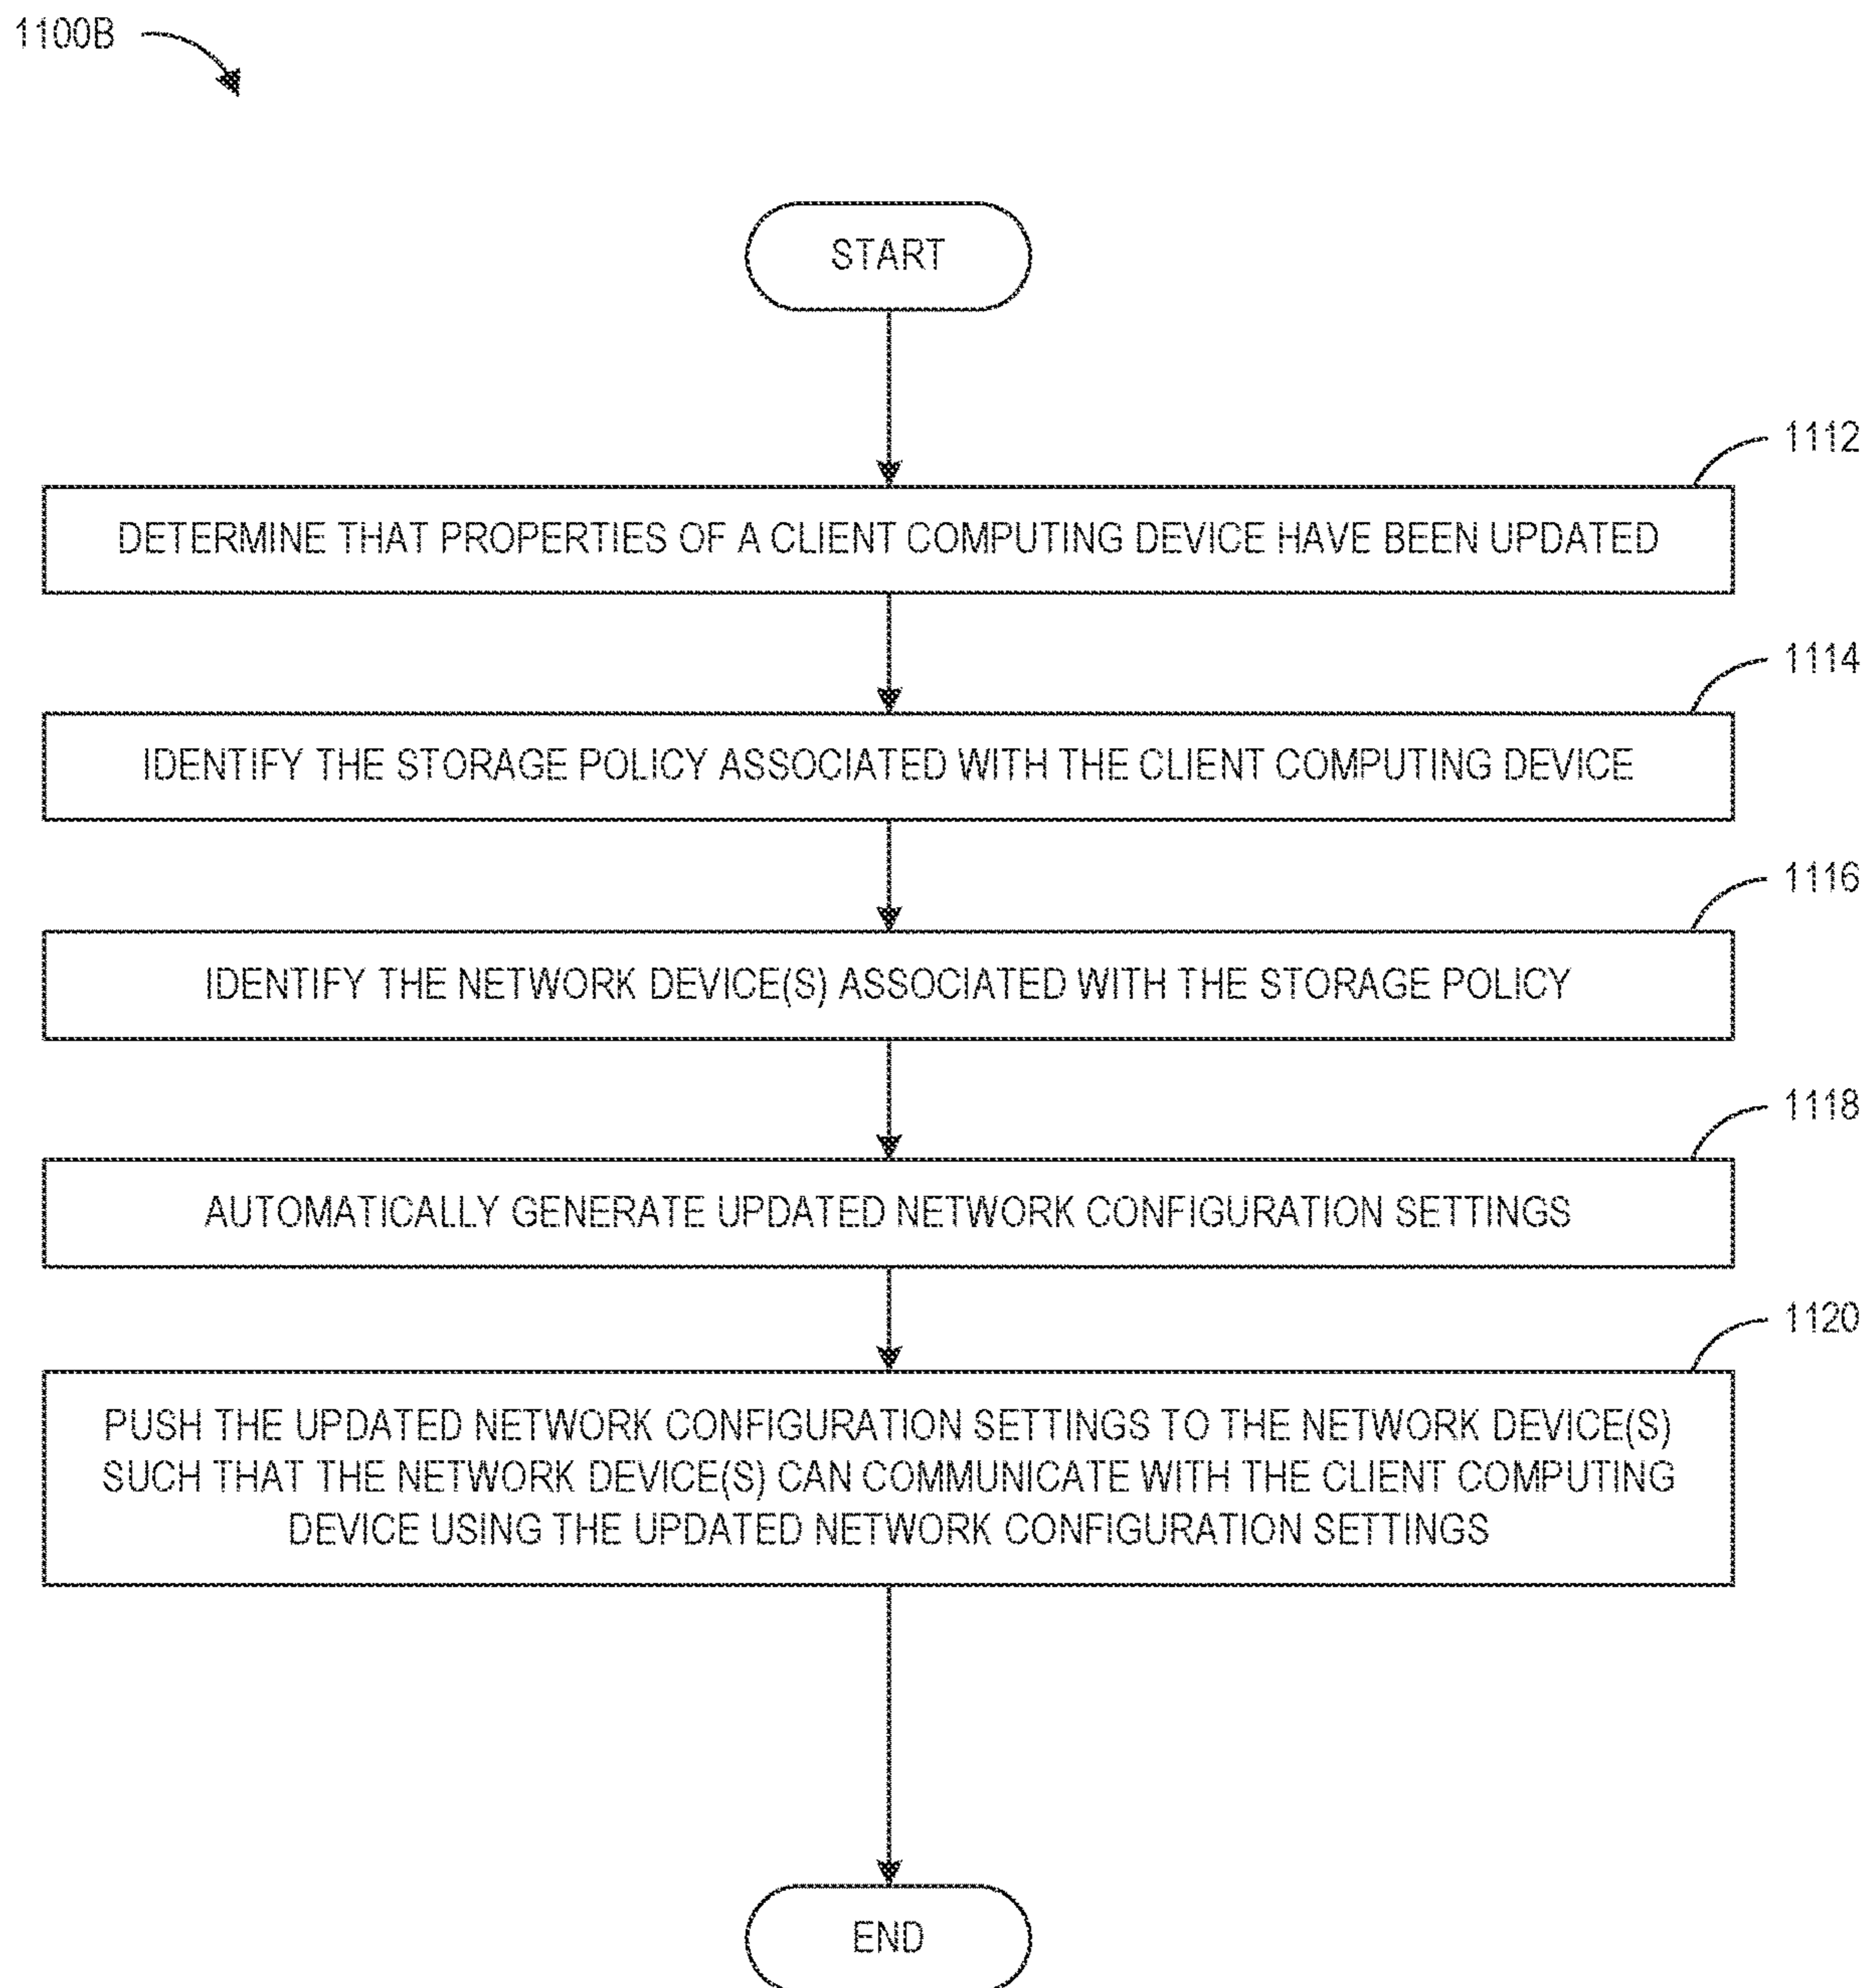 1100B
START
1112
DETERMINE THAT PROPERTIES OF A CLIENT COMPUTING DEVICE HAVE BEEN UPDATED
1114
IDENTIFY THE STORAGE POLICY ASSOCIATED WITH THE CLIENT COMPUTING DEVICE
1116
IDENTIFY THE NETWORK DEVICE(S) ASSOCIATED WITH THE STORAGE POLICY
1118
AUTOMATICALLY GENERATE UPDATED NETWORK CONFIGURATION SETTINGS
1120
PUSH THE UPDATED NETWORK CONFIGURATION SETTINGS TO THE NETWORK DEVICE(S)
SUCH THAT THE NETWORK DEVICE(S) CAN COMMUNICATE WITH THE CLIENT COMPUTING
DEVICE USING THE UPDATED NETWORK CONFIGURATION SETTINGS
END